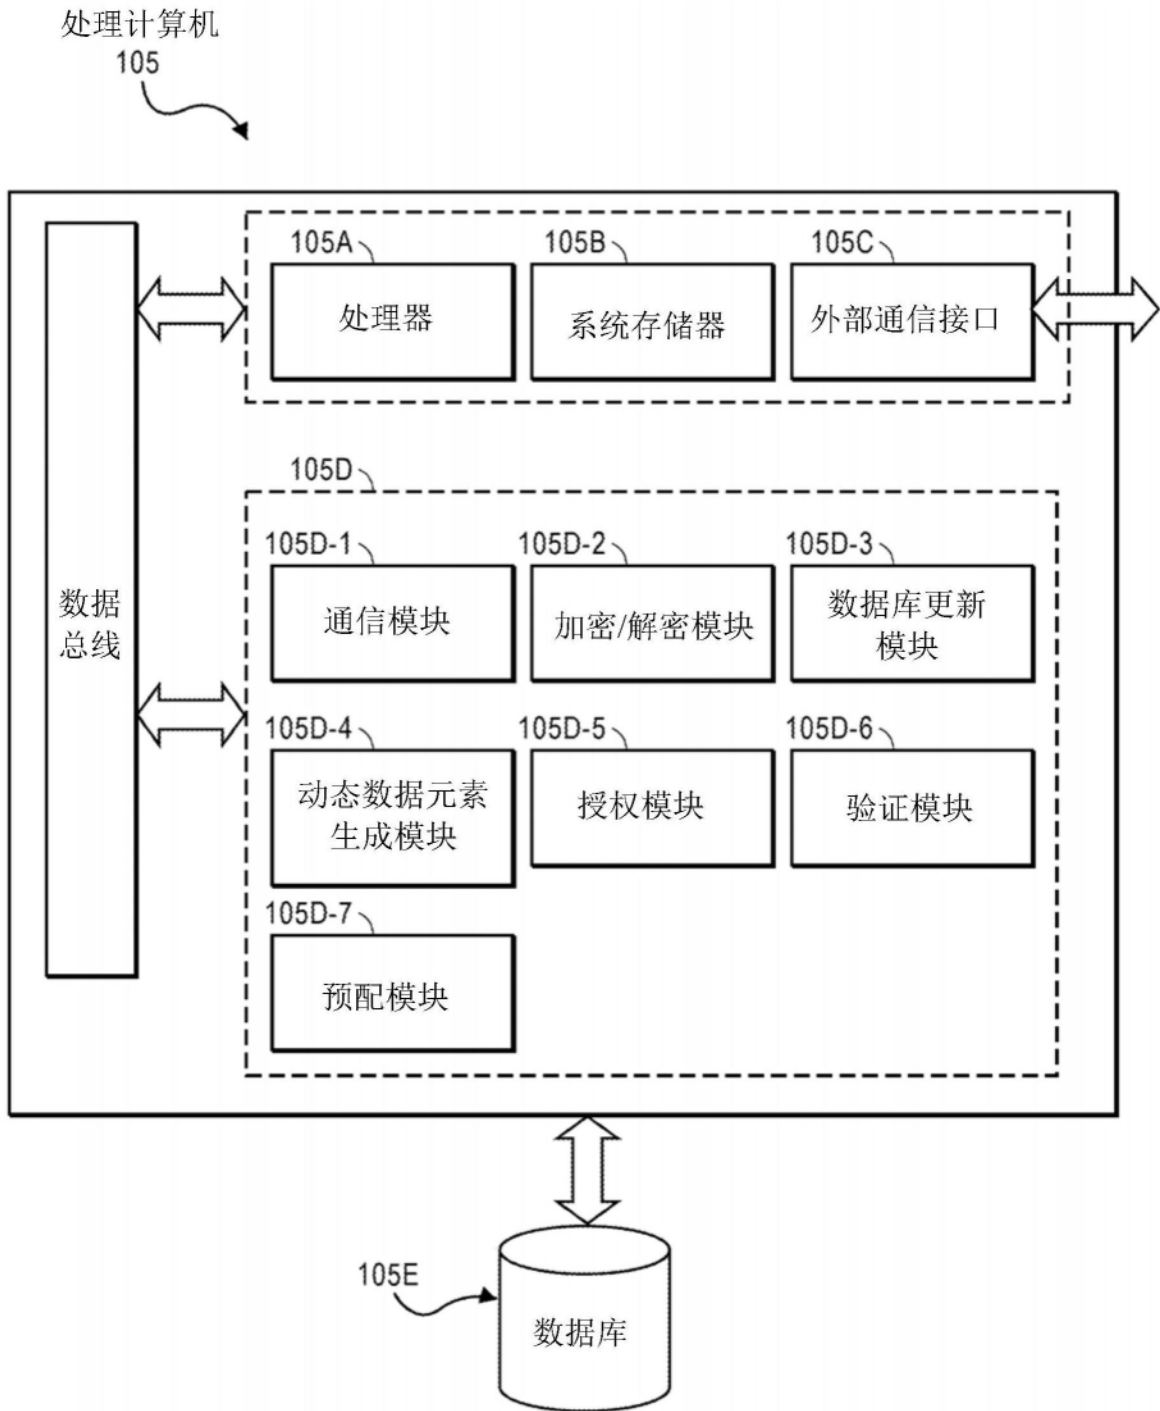 处理计算机
105
105A
105B
105C
处理器
系统存储器
外部通信接口
105D
105D-1
105D-2
105D-3
通信模块
加密/解密模块
数据库更新
模块
数据
总线
105D-4
105D-5
105D-6
动态数据元素
生成模块
授权模块
验证模块
105D-7
预配模块
105E
数据库